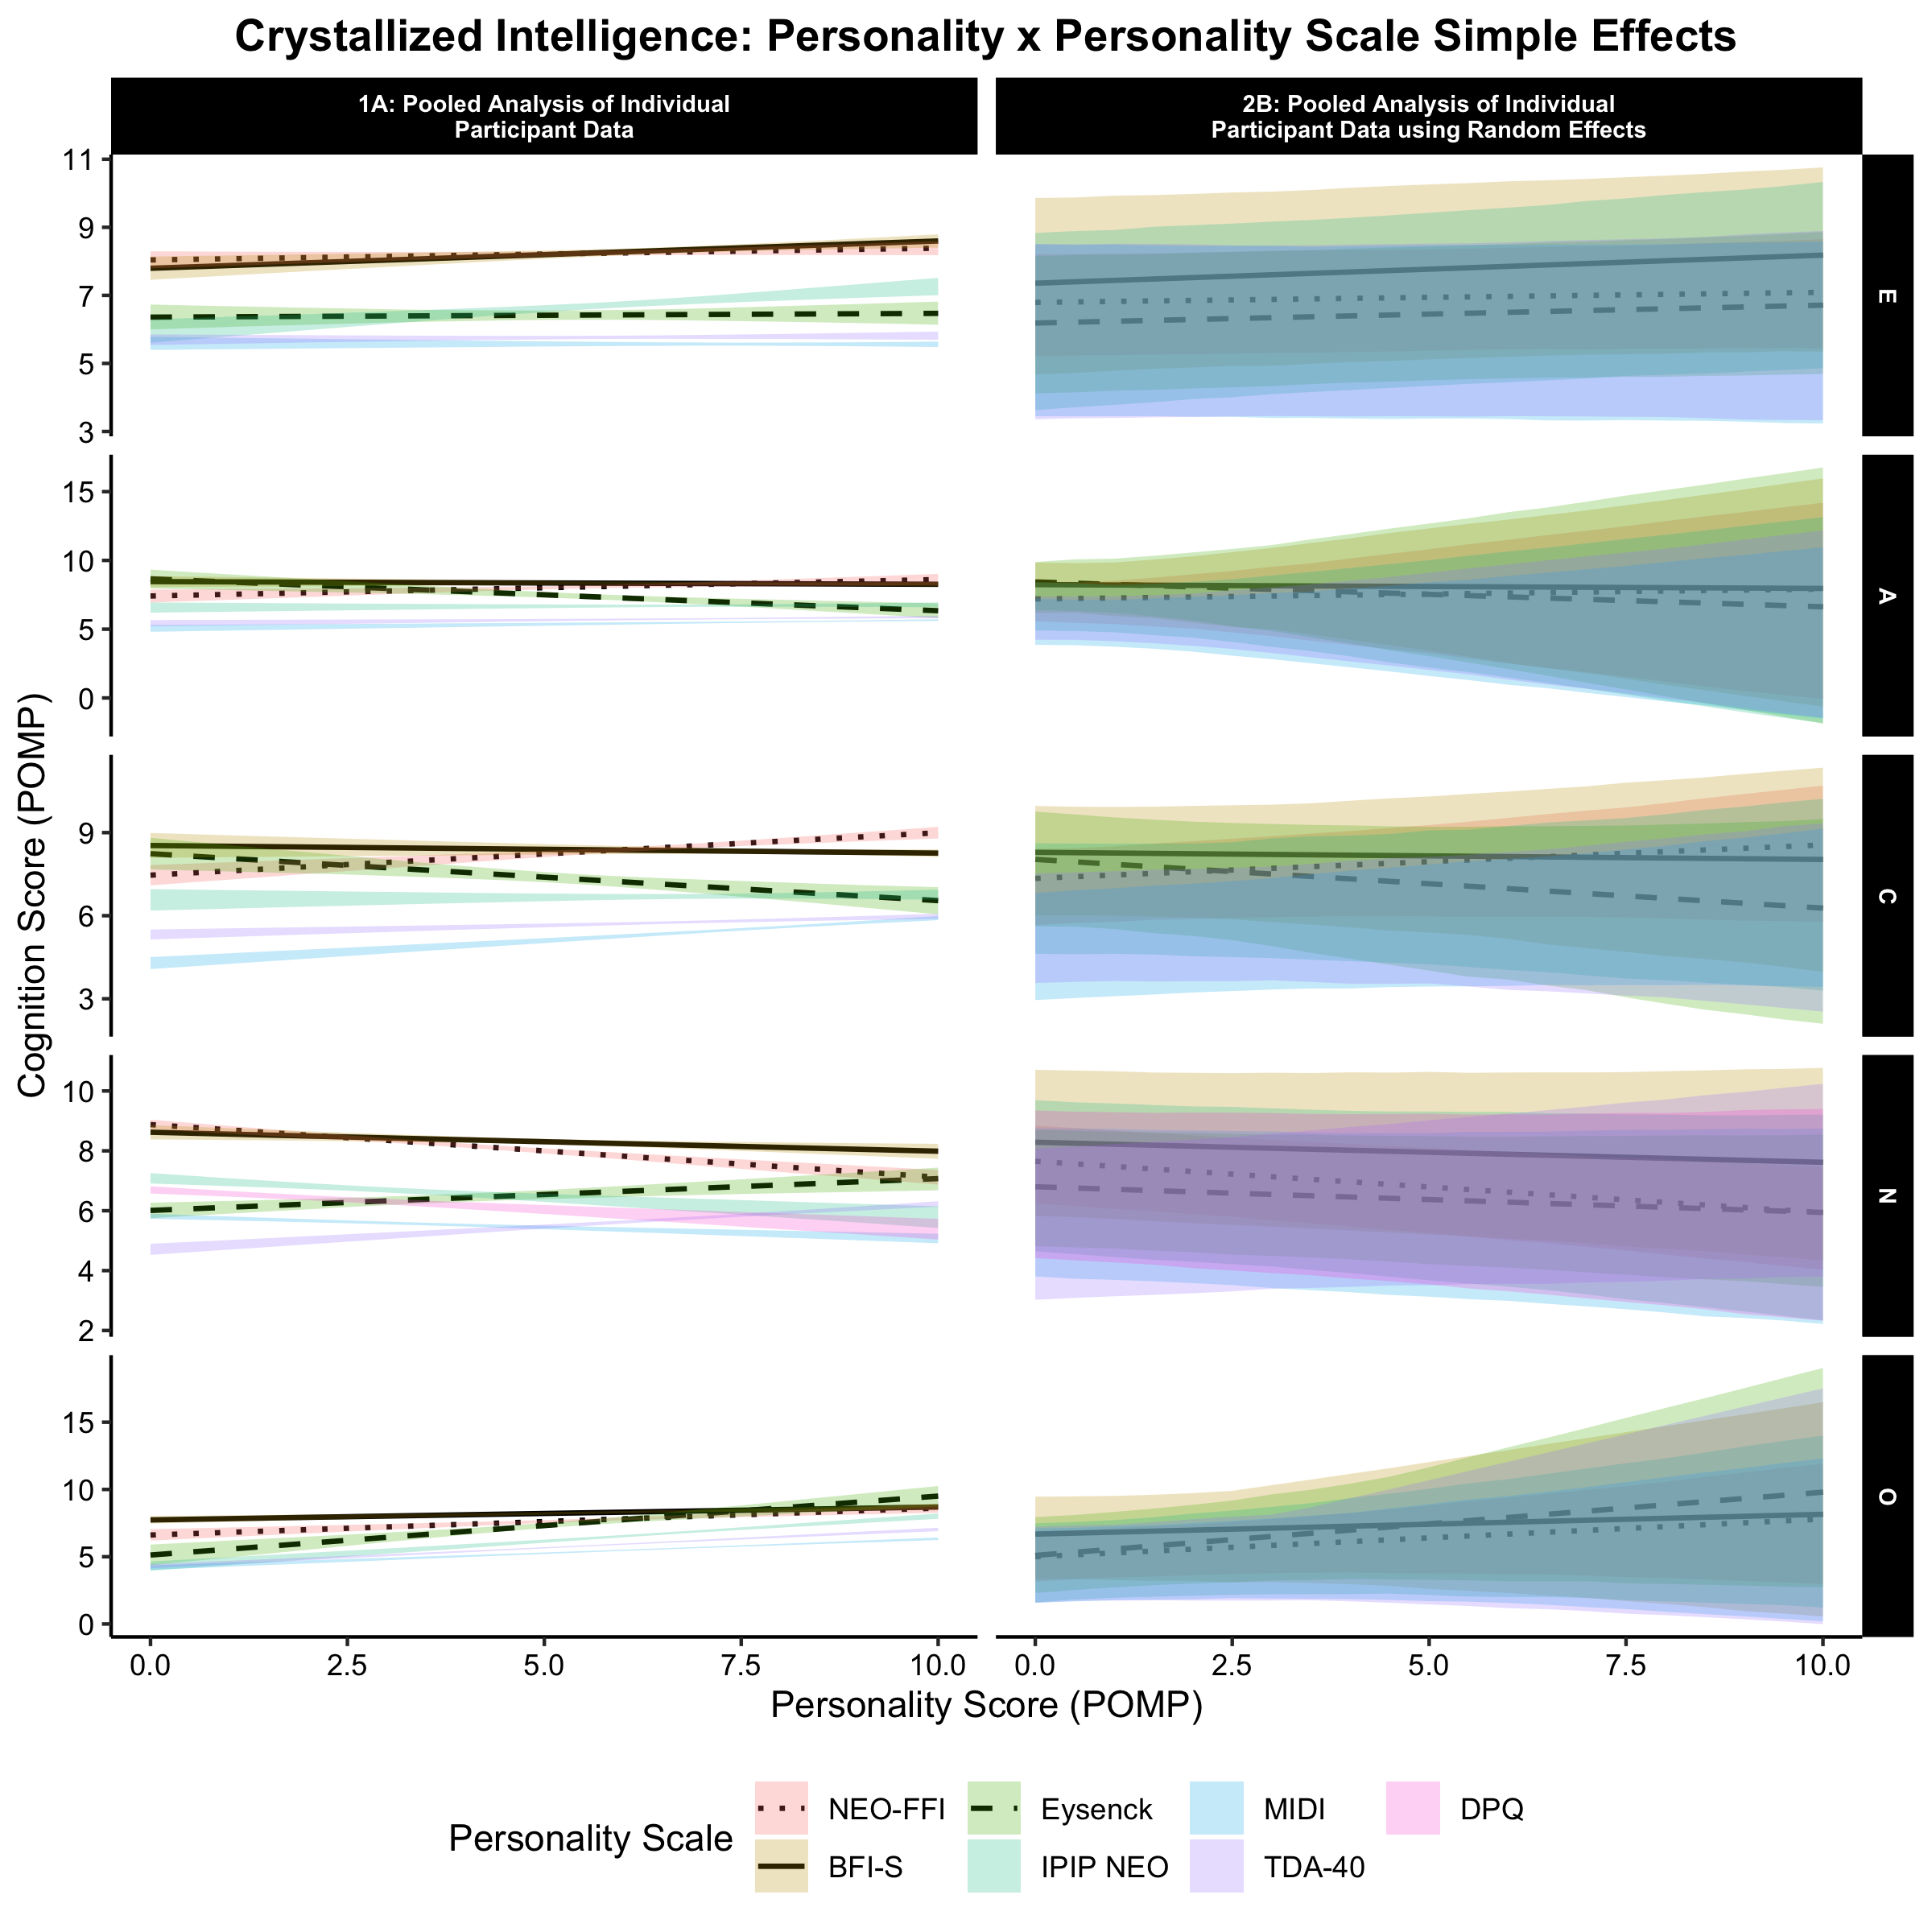 Crystallized Intelligence: Personality x Personality Scale Simple Effects
1A: Pooled Analysis of Individual
Participant Data
2B: Pooled Analysis of Individual
Participant Data using Random Effects
11
9
7
5
3
E
15
10
5
0
A
9
6
3
C
10
8
6
4
2
N
15
10
5
0
O
Cognition Score (POMP)
0.0 2.5 5.0 7.5 10.0
0.0 2.5 5.0 7.5 10.0
Personality Score (POMP)
Personality Scale
NEO-FFI Eysenck MIDI DPQ
BFI-S IPIP NEO TDA-40